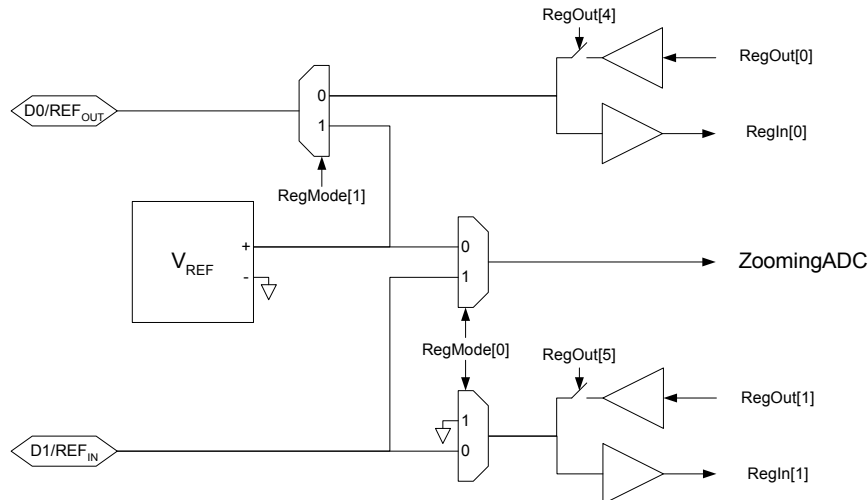 RegOut[4]
RegOut[0]
D0/REF_OUT
0
1
RegIn[0]
RegMode[1]
V_REF
+
-
0
1
ZoomingADC
RegMode[0]
RegOut[5]
RegOut[1]
1
0
D1/REF_IN
RegIn[1]